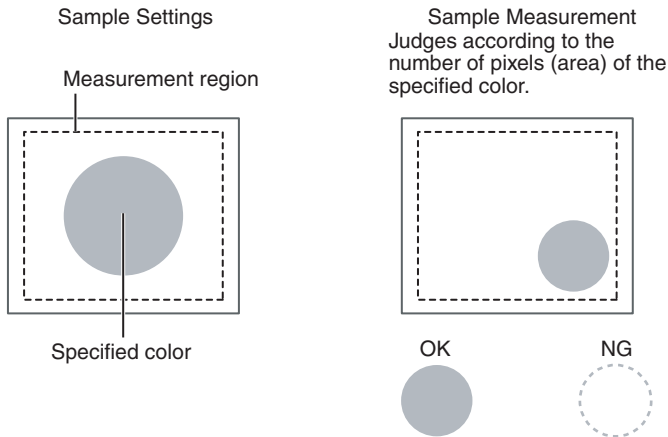 Sample Settings
Measurement region
Specified color
Sample Measurement
Judges according to the
number of pixels (area) of the
specified color.
OK
NG